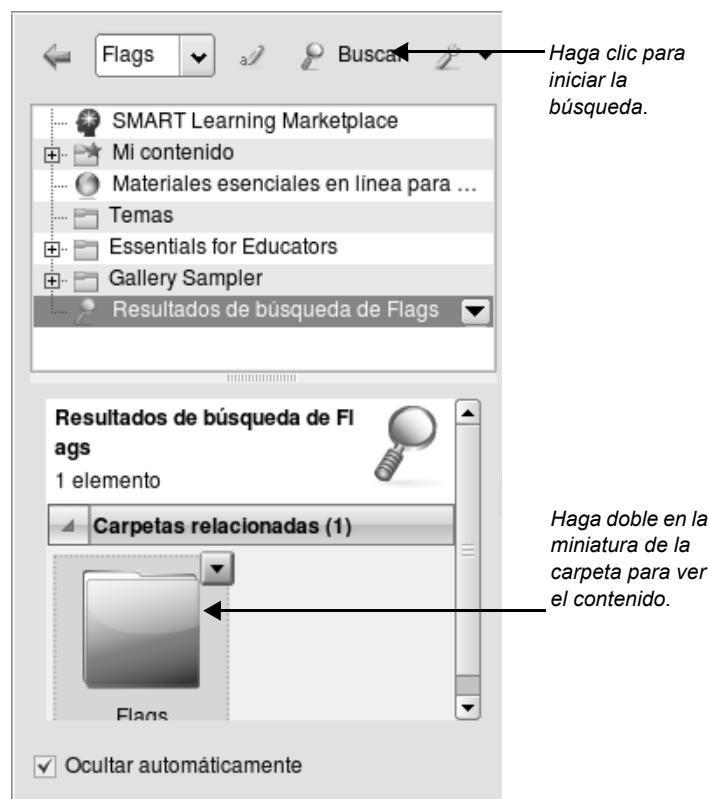 Flags
Buscar
Haga clic para
iniciar la
búsqueda.
SMART Learning Marketplace
Mi contenido
Materiales esenciales en línea para ...
Temas
Essentials for Educators
Gallery Sampler
Resultados de búsqueda de Flags
Resultados de búsqueda de Fl
ags
1 elemento
Carpetas relacionadas (1)
Haga doble en la
miniatura de la
carpeta para ver
el contenido.
Flags
Ocultar automáticamente